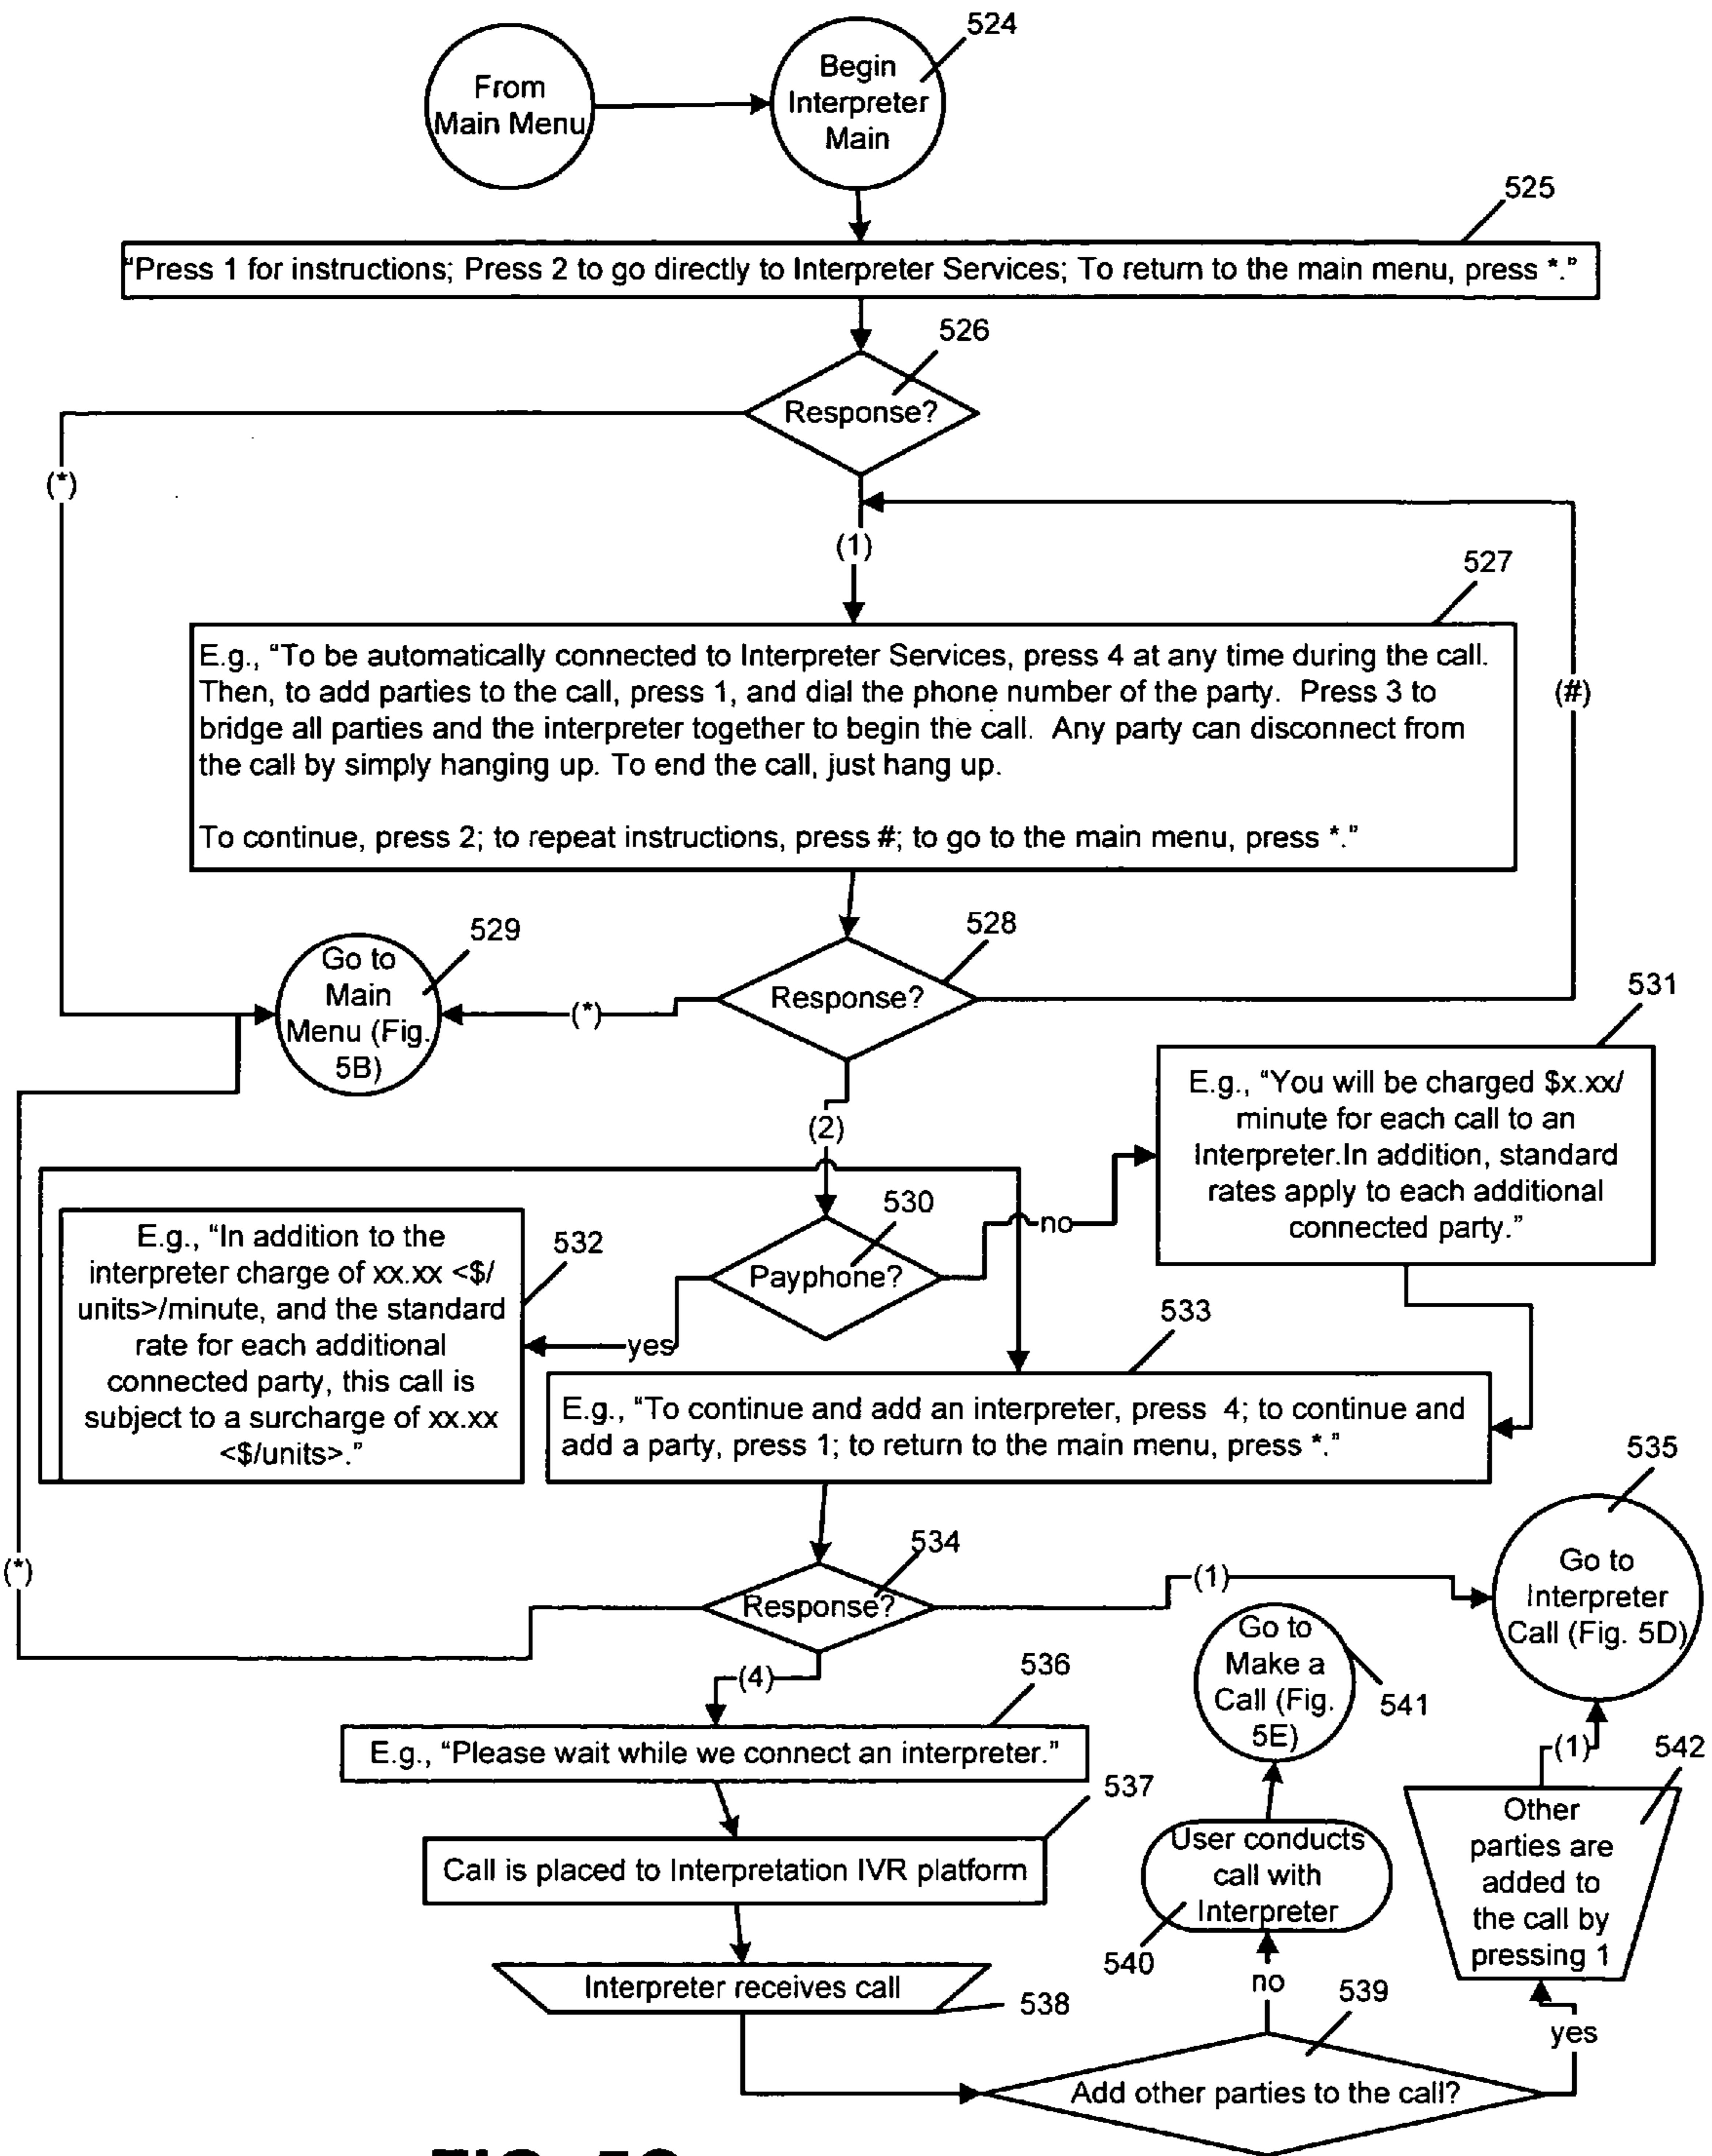 524
From
Main Menu
Begin
Interpreter
Main
525
"Press 1 for instructions; Press 2 to go directly to Interpreter Services; To return to the main menu, press *."
526
Response?
(*)
(1)
527
E.g., "To be automatically connected to Interpreter Services, press 4 at any time during the call.
Then, to add parties to the call, press 1, and dial the phone number of the party. Press 3 to
bridge all parties and the interpreter together to begin the call. Any party can disconnect from
the call by simply hanging up. To end the call, just hang up.
To continue, press 2; to repeat instructions, press #; to go to the main menu, press *."
(#)
529
Go to
Main
Menu (Fig.
5B)
(*)
528
Response?
531
E.g., "You will be charged $x.xx/
minute for each call to an
Interpreter.In addition, standard
rates apply to each additional
connected party."
(2)
530
Payphone?
no
yes
532
E.g., "In addition to the
interpreter charge of xx.xx <$/
units>/minute, and the standard
rate for each additional
connected party, this call is
subject to a surcharge of xx.xx
<$/units>."
533
E.g., "To continue and add an interpreter, press 4; to continue and
add a party, press 1; to return to the main menu, press *."
534
Response?
(*)
(1)
535
Go to
Interpreter
Call (Fig. 5D)
(4)
536
E.g., "Please wait while we connect an interpreter."
537
Call is placed to Interpretation IVR platform
Interpreter receives call
538
Go to
Make a
Call (Fig.
5E)
541
User conducts
call with
Interpreter
540
no
(1)
542
Other
parties are
added to
the call by
pressing 1
yes
539
Add other parties to the call?